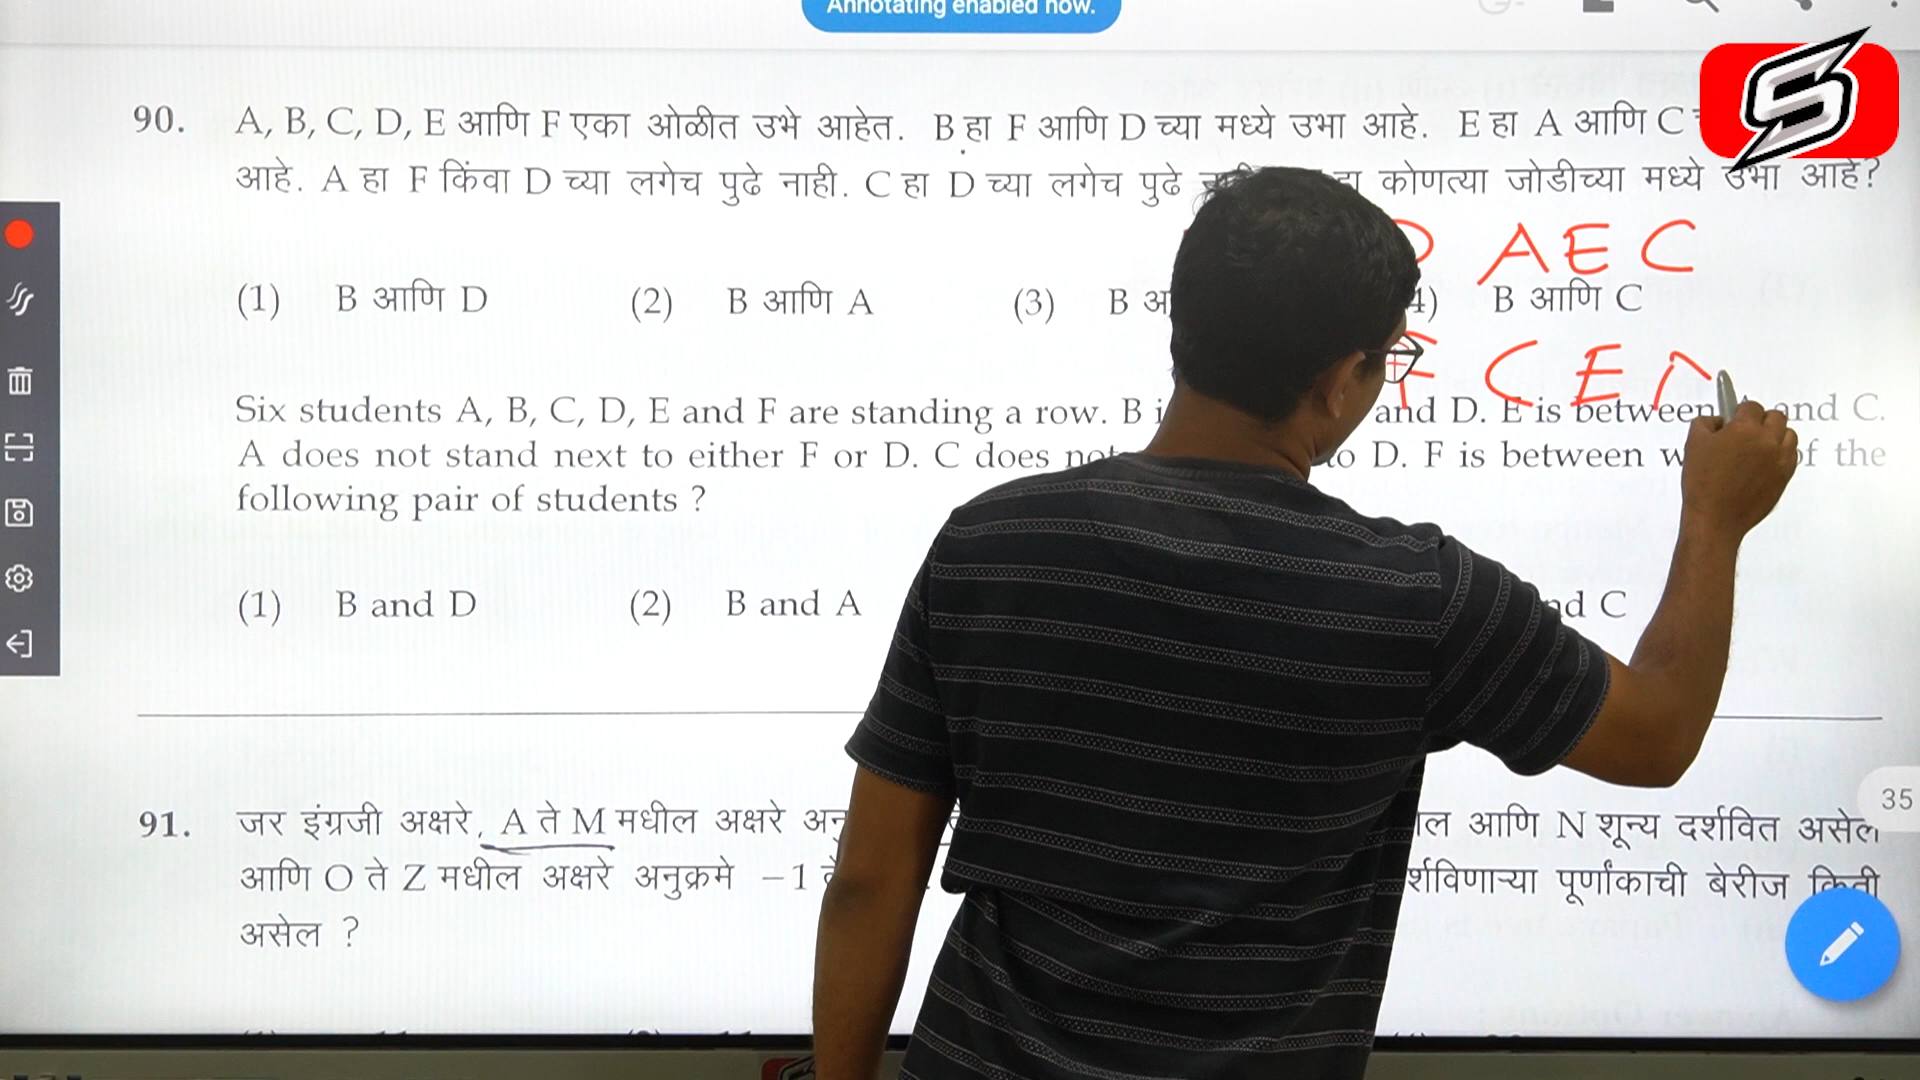 Annotating enabled now.
90. A, B, C, D, E आणि F एका ओळीत उभे आहेत. B हा F आणि D च्या मध्ये उभा आहे. E हा A आणि C
आहे. A हा F किंवा D च्या लगेच पुढे नाही. C हा D च्या लगेच पुढे कोणत्या जोडीच्या मध्ये उभा आहे?
A E C
(1) B आणि D (2) B आणि A (3) B (4) B आणि C
F C E
Six students A, B, C, D, E and F are standing a row. B and D. E is between and C.
A does not stand next to either F or D. C does not to D. F is between of the
following pair of students ?
(1) B and D (2) B and A and C
91. जर इंग्रजी अक्षरे, A ते M मधील अक्षरे आणि N शून्य दर्शवित असेल
आणि O ते Z मधील अक्षरे अनुक्रमे −1 पूर्णांकाची बेरीज किती
असेल ?
35